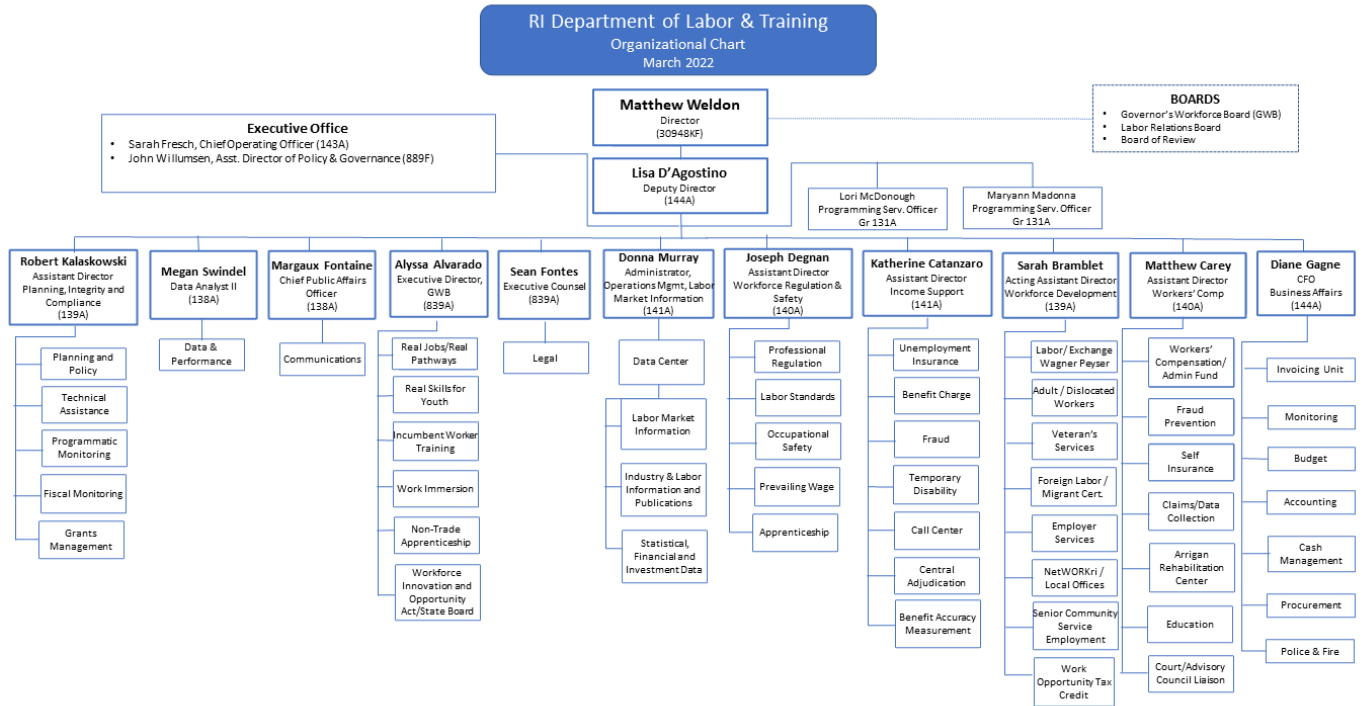 RI Department of Labor & Training
Organizational Chart
March 2022
Matthew Weldon
Director
(30948KF)
BOARDS
• Governor's Workforce Board (GWB)
• Labor Relations Board
• Board of Review
Executive Office
• Sarah Fresch, Chief Operating Officer (143A)
• John Willumsen, Asst. Director of Policy & Governance (889F)
Lisa D'Agostino
Deputy Director
(144A)
Lori McDonough
Programming Serv. Officer
Gr 131A
Maryann Madonna
Programming Serv. Officer
Gr 131A
Robert Kalaskowski
Assistant Director
Planning, Integrity and
Compliance
(139A)
Megan Swindel
Data Analyst II
(138A)
Margaux Fontaine
Chief Public Affairs
Officer
(138A)
Alyssa Alvarado
Executive Director,
GWB
(839A)
Sean Fontes
Executive Counsel
(839A)
Donna Murray
Administrator,
Operations Mgmt, Labor
Market Information
(141A)
Joseph Degnan
Assistant Director
Workforce Regulation
& Safety
(140A)
Katherine Catanzaro
Assistant Director
Income Support
(141A)
Sarah Bramblet
Acting Assistant Director
Workforce Development
(139A)
Matthew Carey
Assistant Director
Workers' Comp
(140A)
Diane Gagne
CFO
Business Affairs
(144A)
Planning and
Policy
Technical
Assistance
Programmatic
Monitoring
Fiscal Monitoring
Grants
Management
Data &
Performance
Communications
Real Jobs/Real
Pathways
Real Skills for
Youth
Incumbent Worker
Training
Work Immersion
Non-Trade
Apprenticeship
Workforce
Innovation and
Opportunity
Act/State Board
Legal
Data Center
Labor Market
Information
Industry & Labor
Information and
Publications
Statistical,
Financial and
Investment Data
Professional
Regulation
Labor Standards
Occupational
Safety
Prevailing Wage
Apprenticeship
Unemployment
Insurance
Benefit Charge
Fraud
Temporary
Disability
Call Center
Central
Adjudication
Benefit Accuracy
Measurement
Labor/ Exchange
Wagner Peyser
Adult / Dislocated
Workers
Veteran's
Services
Foreign Labor /
Migrant Cert.
Employer
Services
NetWORKri /
Local Offices
Senior Community
Service
Employment
Work
Opportunity Tax
Credit
Workers'
Compensation/
Admin Fund
Fraud
Prevention
Self
Insurance
Claims/Data
Collection
Arrigan
Rehabilitation
Center
Education
Court/Advisory
Council Liaison
Invoicing Unit
Monitoring
Budget
Accounting
Cash
Management
Procurement
Police & Fire